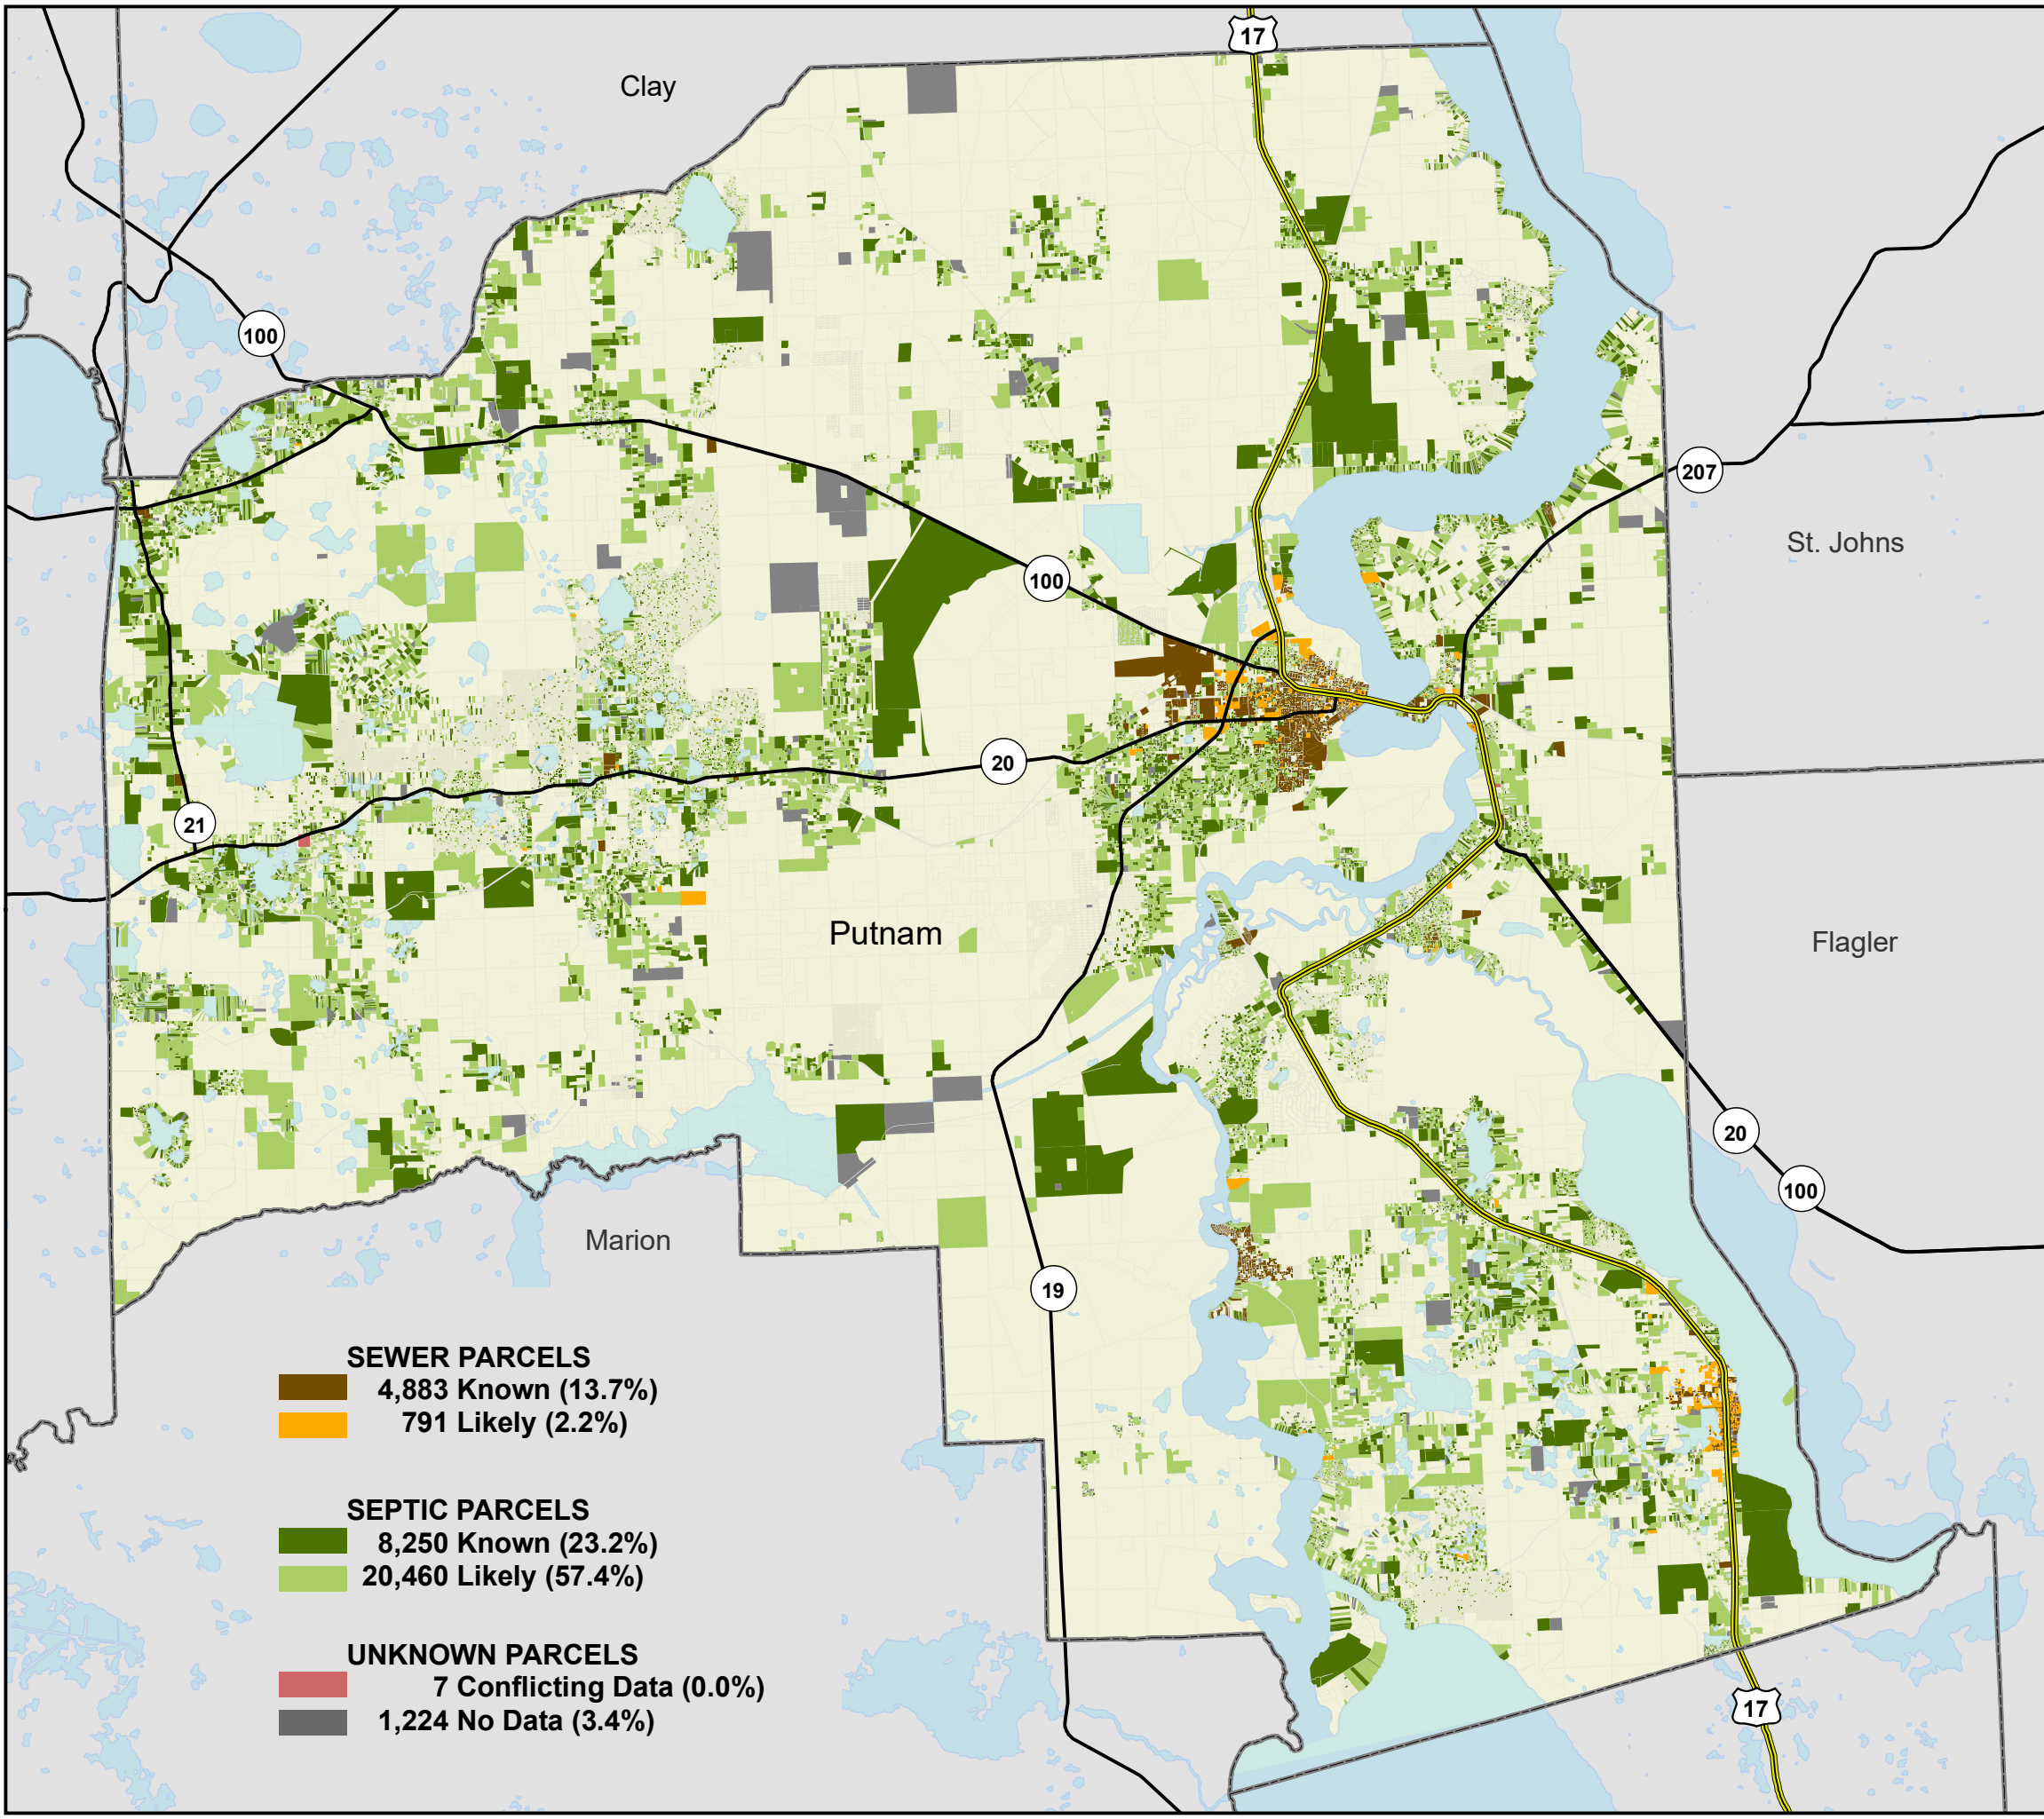 17
Clay
100
207
St. Johns
100
20
21
Putnam
Flagler
20
100
Marion
19
SEWER PARCELS
4,883 Known (13.7%)
791 Likely (2.2%)
SEPTIC PARCELS
8,250 Known (23.2%)
20,460 Likely (57.4%)
UNKNOWN PARCELS
7 Conflicting Data (0.0%)
1,224 No Data (3.4%)
17